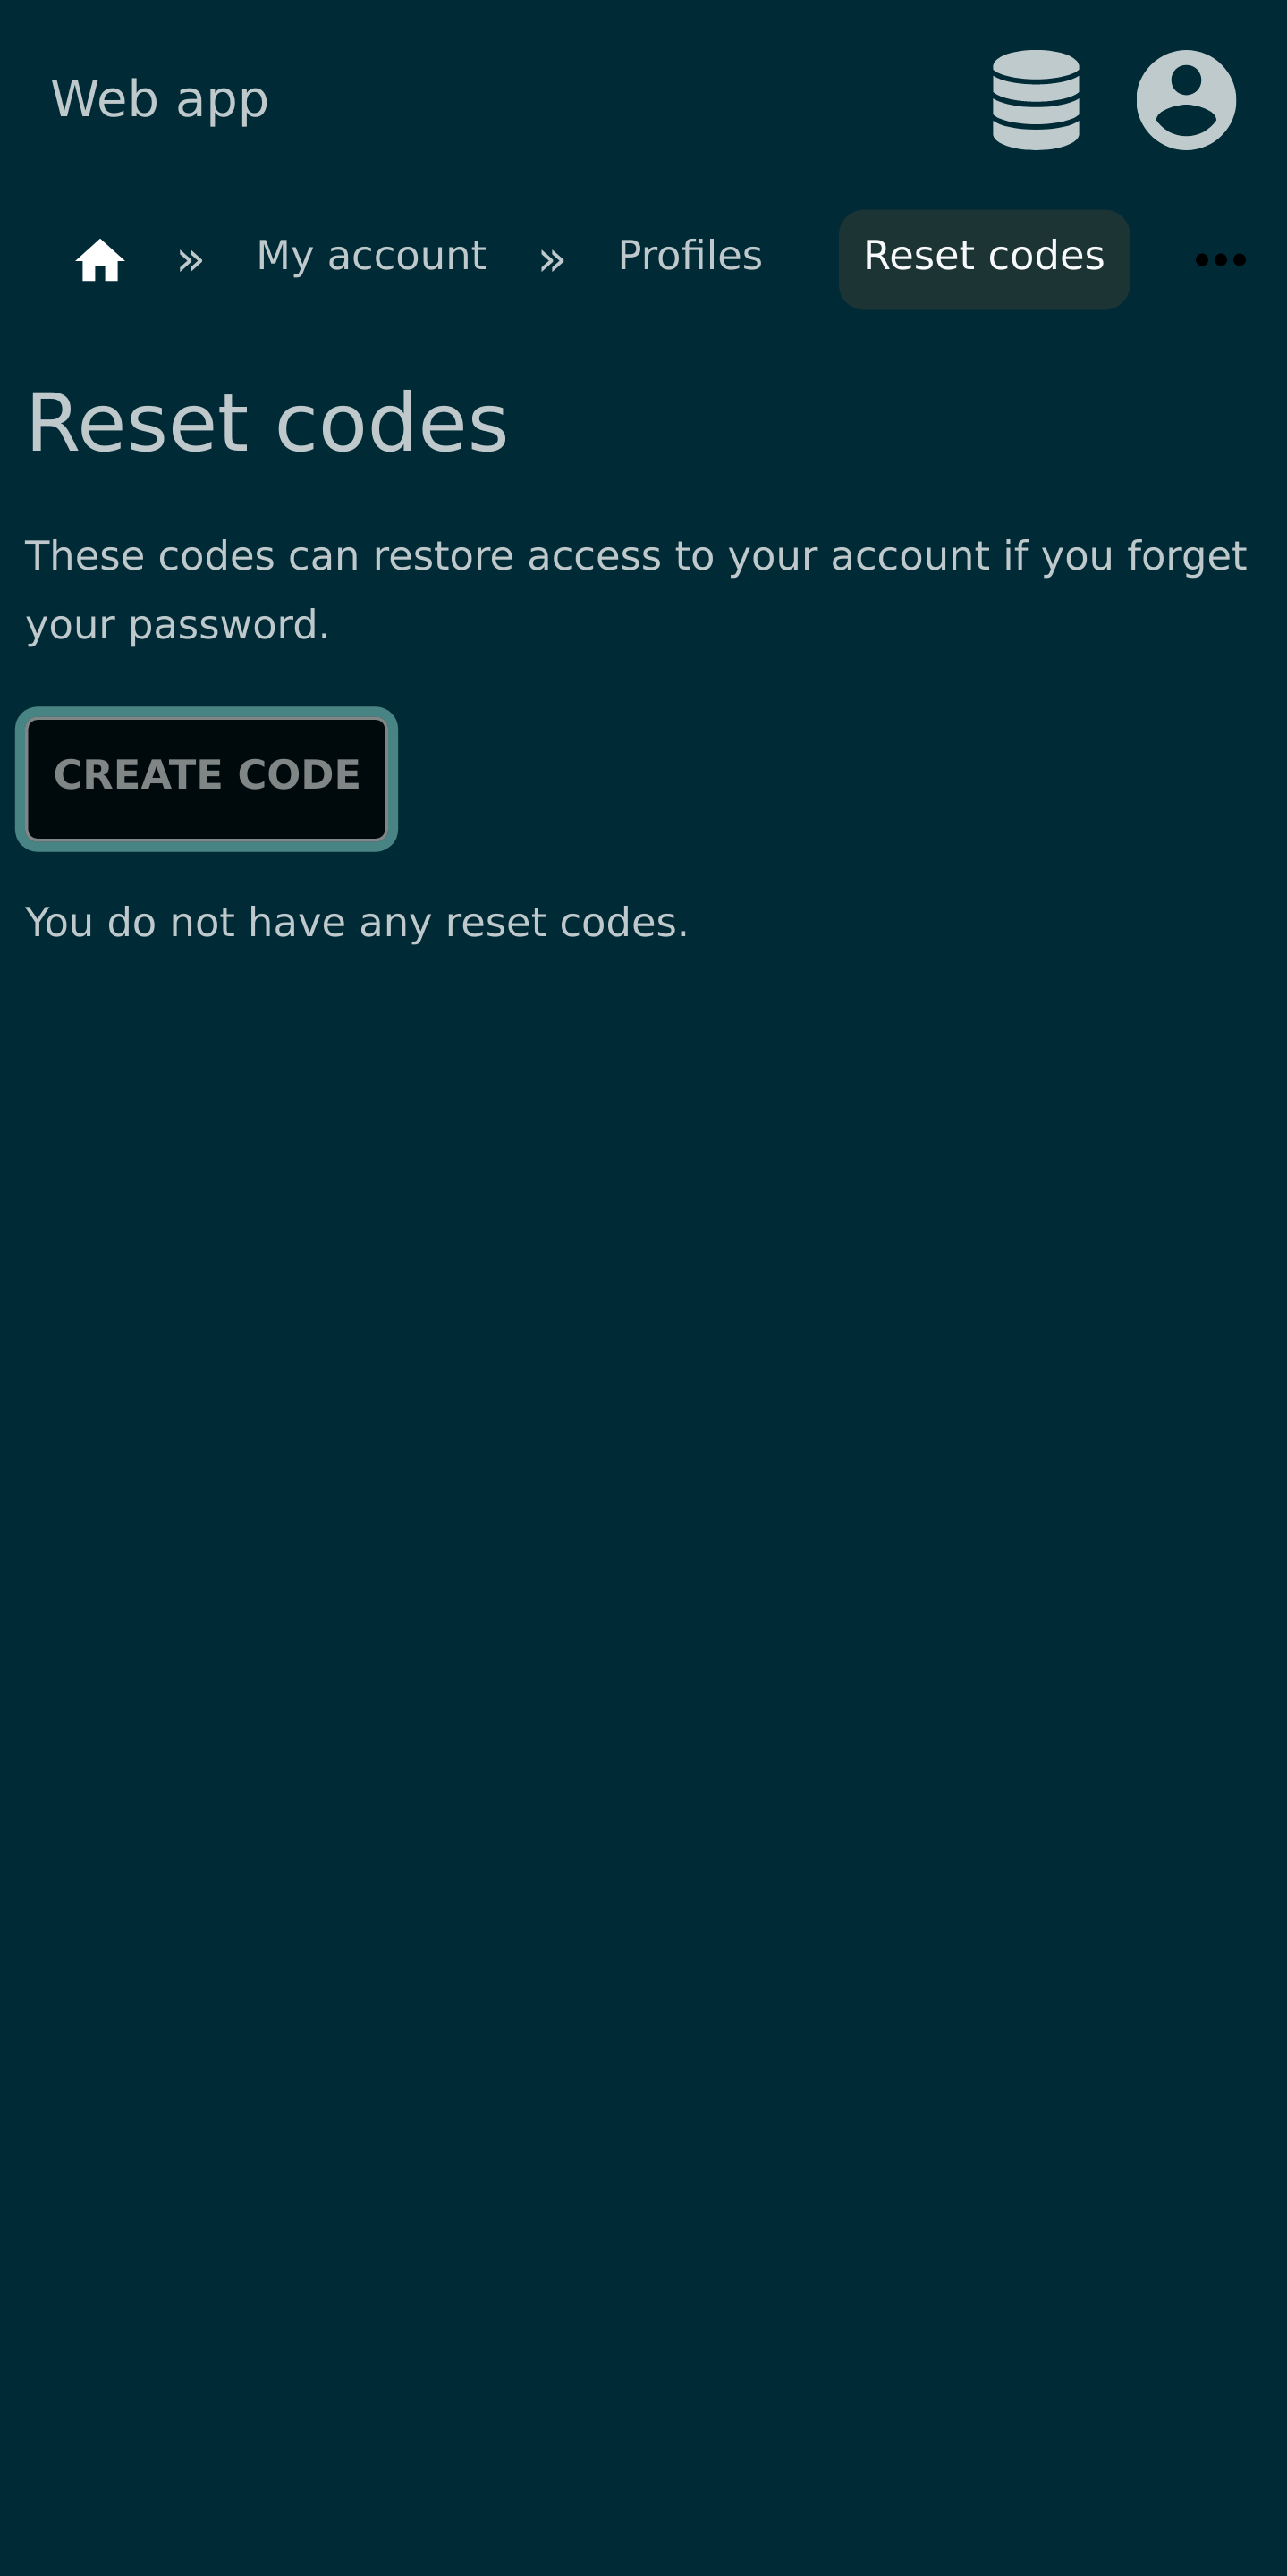 Web app
» My account » Profiles Reset codes •••
Reset codes
These codes can restore access to your account if you forget
your password.
CREATE CODE
You do not have any reset codes.